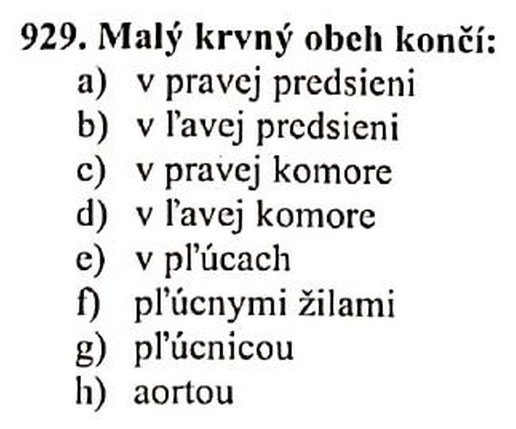 929. Malý krvný obeh končí:
a) v pravej predsieni
b) v ľavej predsieni
c) v pravej komore
d) v ľavej komore
e) v pľúcach
f) pľúcnymi žilami
g) pľúcnicou
h) aortou